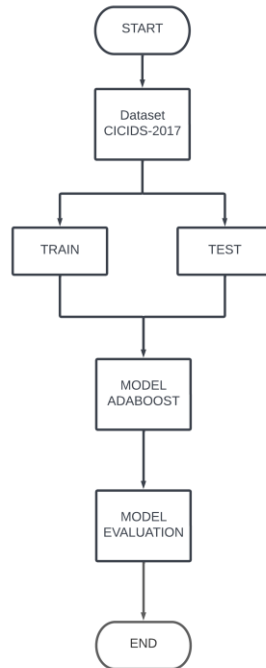 START
Dataset
CICIDS-2017
TRAIN
TEST
MODEL
ADABOOST
MODEL
EVALUATION
END